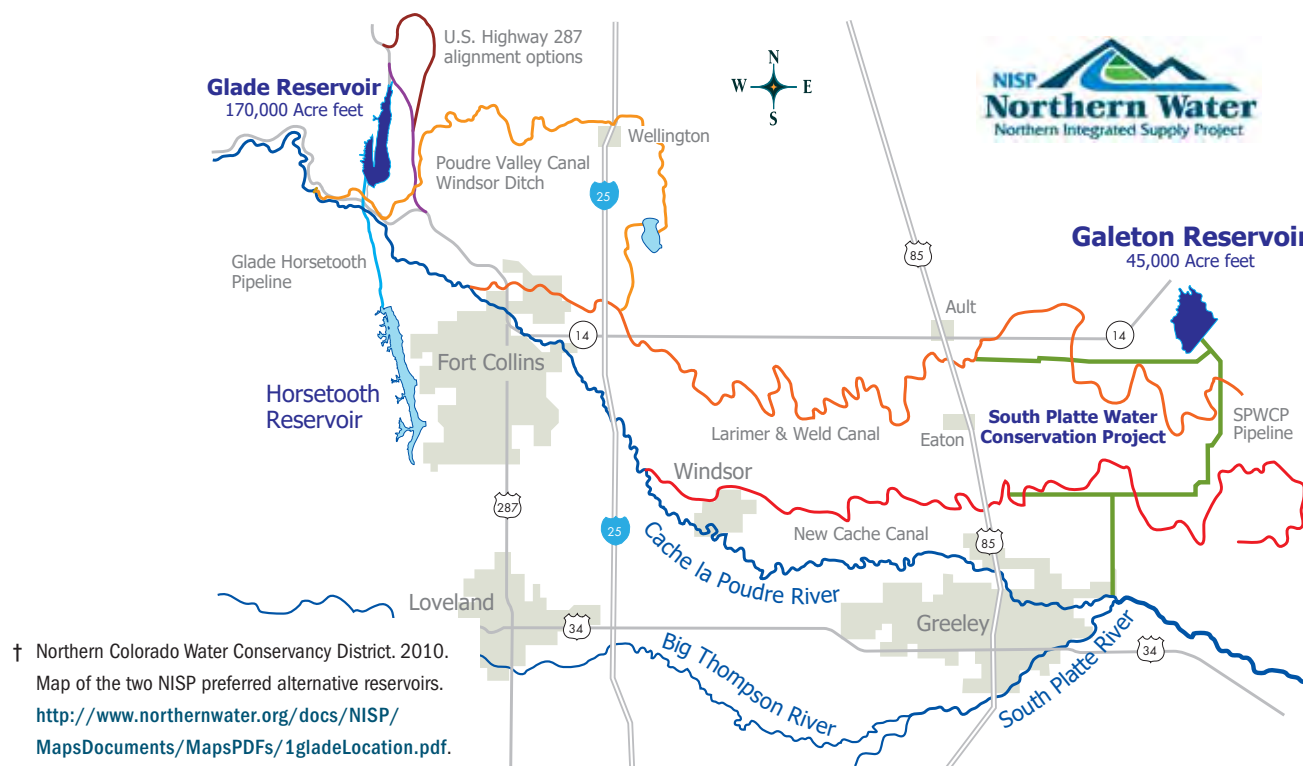 U.S. Highway 287
alignment options
N
W
E
S
NISP
Northern Water
Northern Integrated Supply Project
Glade Reservoir
170,000 Acre feet
Wellington
Poudre Valley Canal
Windsor Ditch
25
85
Galeton Reservoir
45,000 Acre feet
Glade Horsetooth
Pipeline
Ault
14
14
Fort Collins
Horsetooth
Reservoir
Larimer & Weld Canal
Eaton
South Platte Water
Conservation Project
SPWCP
Pipeline
Windsor
287
25
New Cache Canal
85
Cache la Poudre River
Loveland
34
Greeley
Big Thompson River
South Platte River
34
† Northern Colorado Water Conservancy District. 2010.
Map of the two NISP preferred alternative reservoirs.
http://www.northernwater.org/docs/NISP/
MapsDocuments/MapsPDFs/1gladeLocation.pdf.